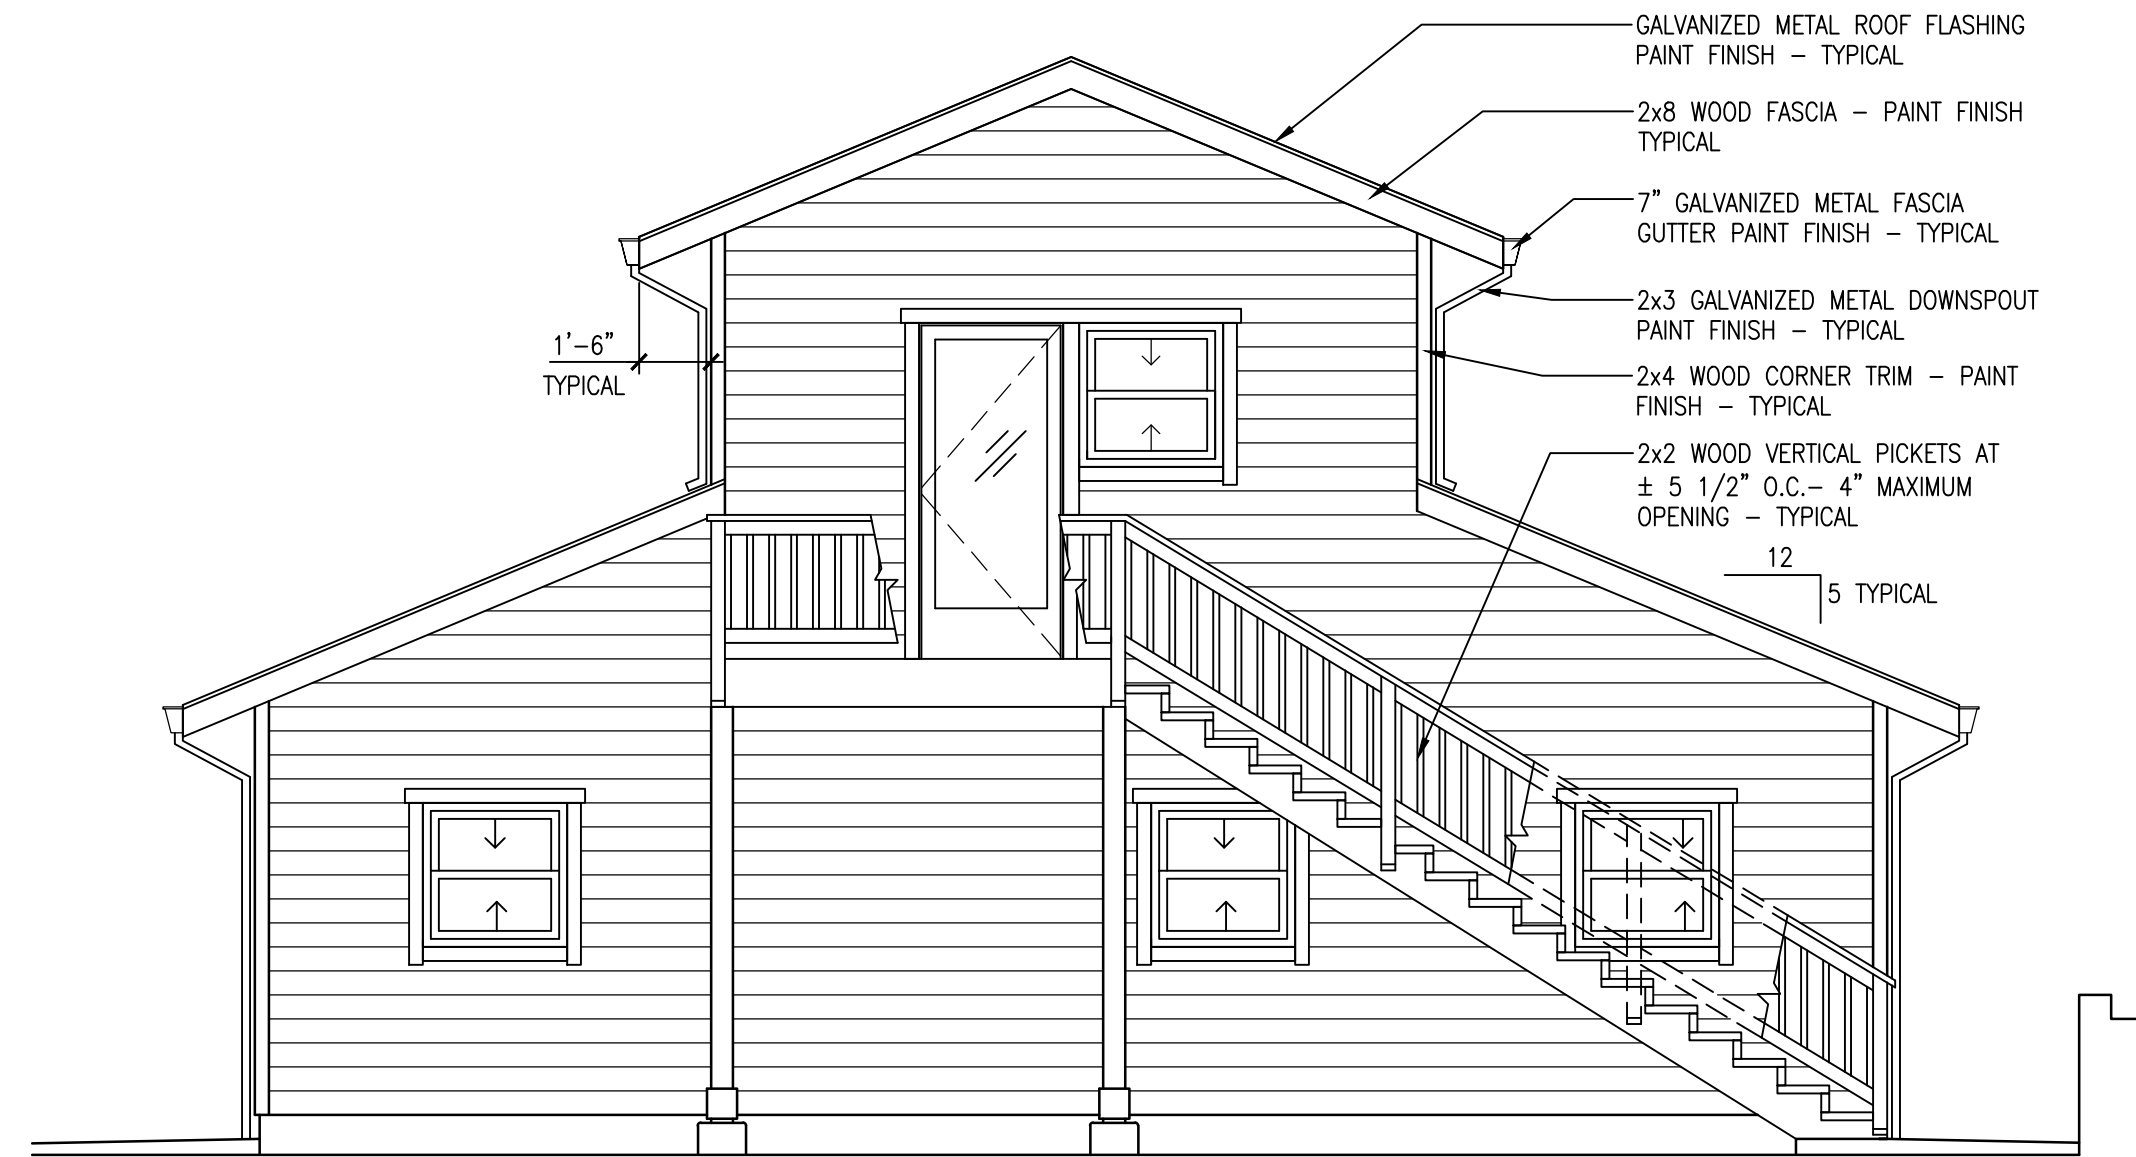 GALVANIZED METAL ROOF FLASHING
PAINT FINISH – TYPICAL
2x8 WOOD FASCIA – PAINT FINISH
TYPICAL
7" GALVANIZED METAL FASCIA
GUTTER PAINT FINISH – TYPICAL
2x3 GALVANIZED METAL DOWNSPOUT
PAINT FINISH – TYPICAL
1'–6"
TYPICAL
2x4 WOOD CORNER TRIM – PAINT
FINISH – TYPICAL
2x2 WOOD VERTICAL PICKETS AT
± 5 1/2" O.C.– 4" MAXIMUM
OPENING – TYPICAL
12
5 TYPICAL